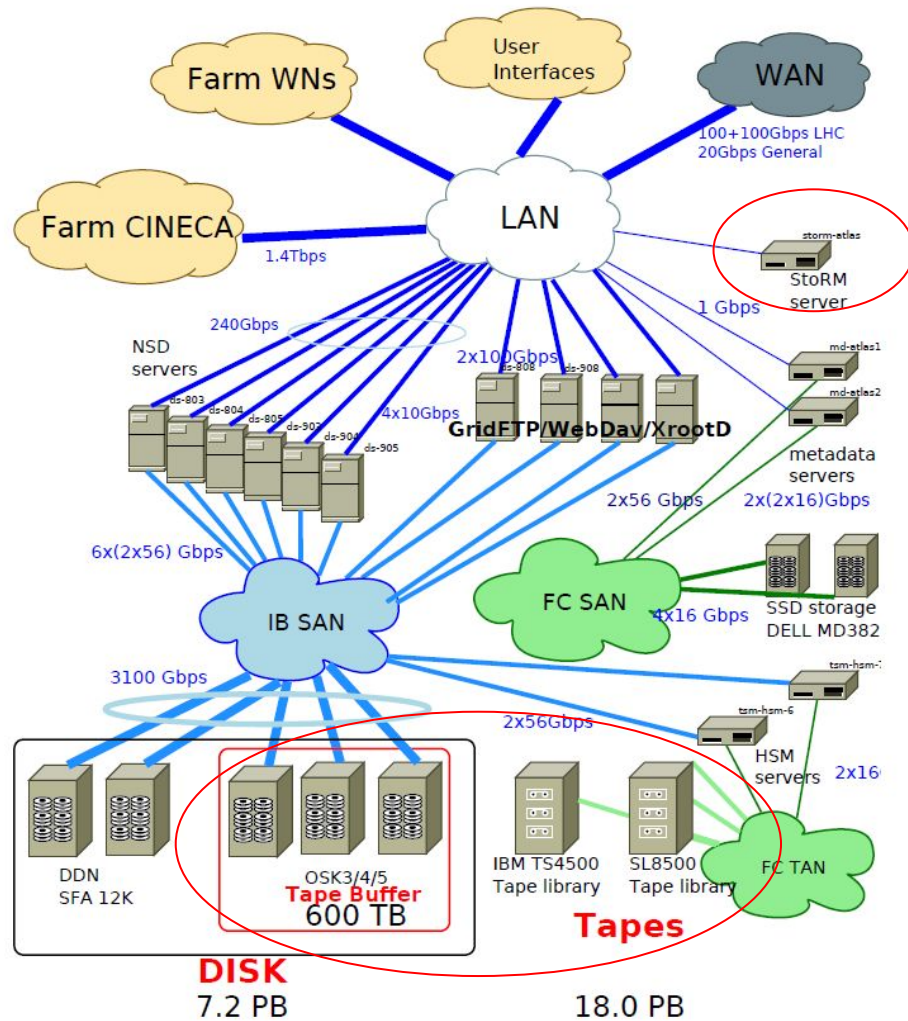 Farm WNs
User
Interfaces
WAN
100+100Gbps LHC
20Gbps General
LAN
Farm CINECA
1.4Tbps
storm-atlas
StoRM
server
1 Gbps
240Gbps
NSD
servers
2x100Gbps
md-atlas1
ds-808
ds-908
ds-803
ds-804
ds-805
ds-903
ds-904
ds-905
4x10Gbps
md-atlas2
GridFTP/WebDav/XrootD
metadata
servers
2x56 Gbps
2x(2x16)Gbps
6x(2x56) Gbps
IB SAN
FC SAN
4x16 Gbps
SSD storage
DELL MD382
3100 Gbps
tsm-hsm-7
tsm-hsm-6
2x56Gbps
HSM
servers
DDN
SFA 12K
OSK3/4/5
Tape Buffer
600 TB
IBM TS4500
Tape library
SL8500
Tape library
FC TAN
Tapes
DISK
7.2 PB
18.0 PB